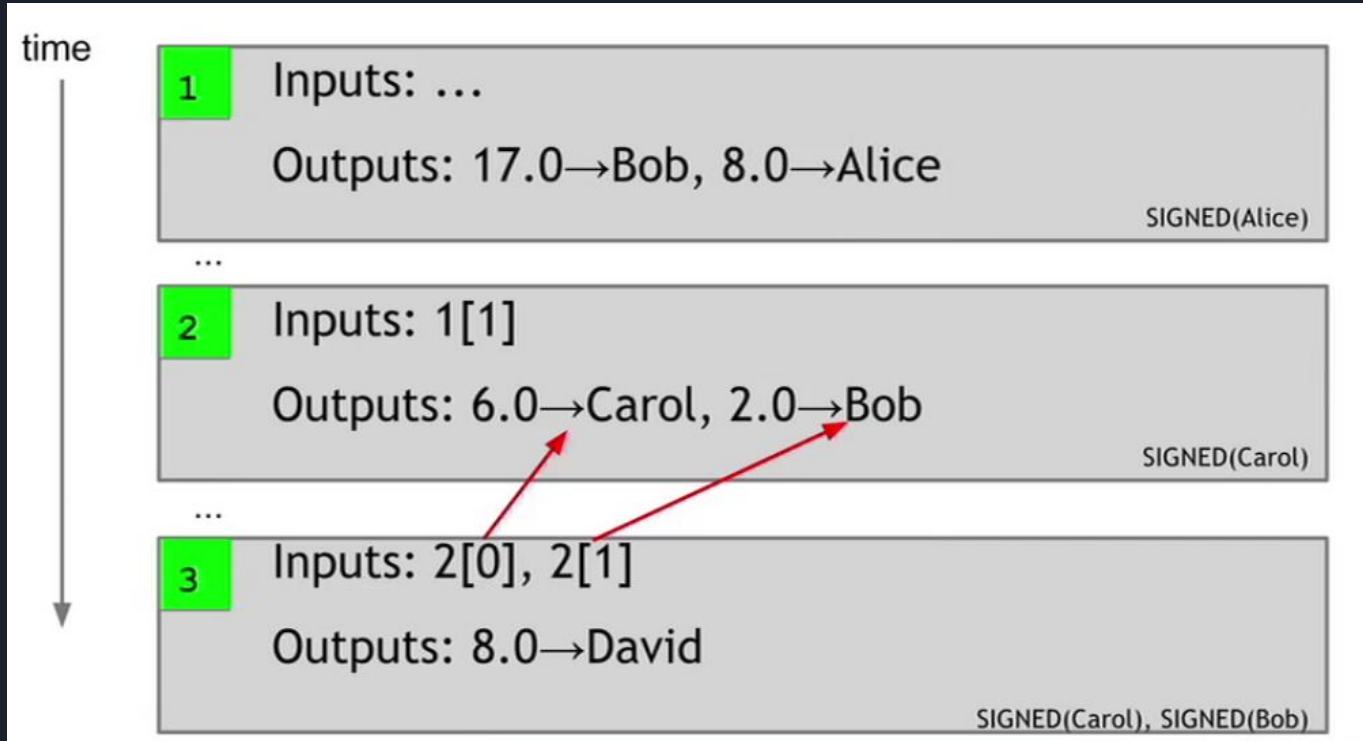 time
1
Inputs: ...
Outputs: 17.0→Bob, 8.0→Alice
SIGNED(Alice)
...
2
Inputs: 1[1]
Outputs: 6.0→Carol, 2.0→Bob
SIGNED(Carol)
...
3
Inputs: 2[0], 2[1]
Outputs: 8.0→David
SIGNED(Carol), SIGNED(Bob)